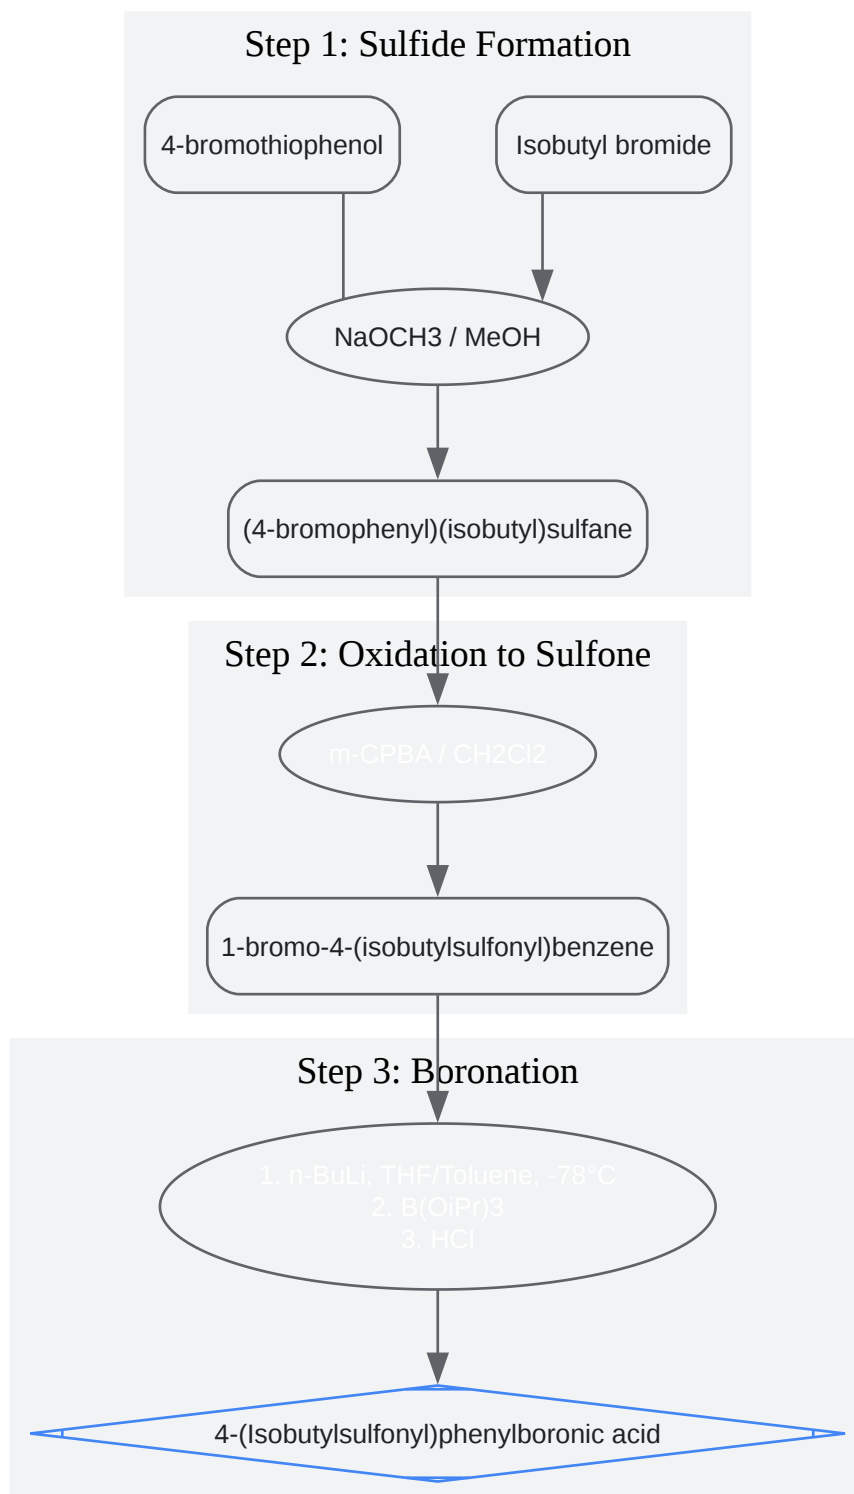 Step 1: Sulfide Formation
4-bromothiophenol
Isobutyl bromide
NaOCH3 / MeOH
(4-bromophenyl)(isobutyl)sulfane
Step 2: Oxidation to Sulfone
m-CPBA / CH2Cl2
1-bromo-4-(isobutylsulfonyl)benzene
Step 3: Boronation
1. n-BuLi, THF/Toluene, -78°C
2. B(OiPr)3
3. HCl
4-(Isobutylsulfonyl)phenylboronic acid